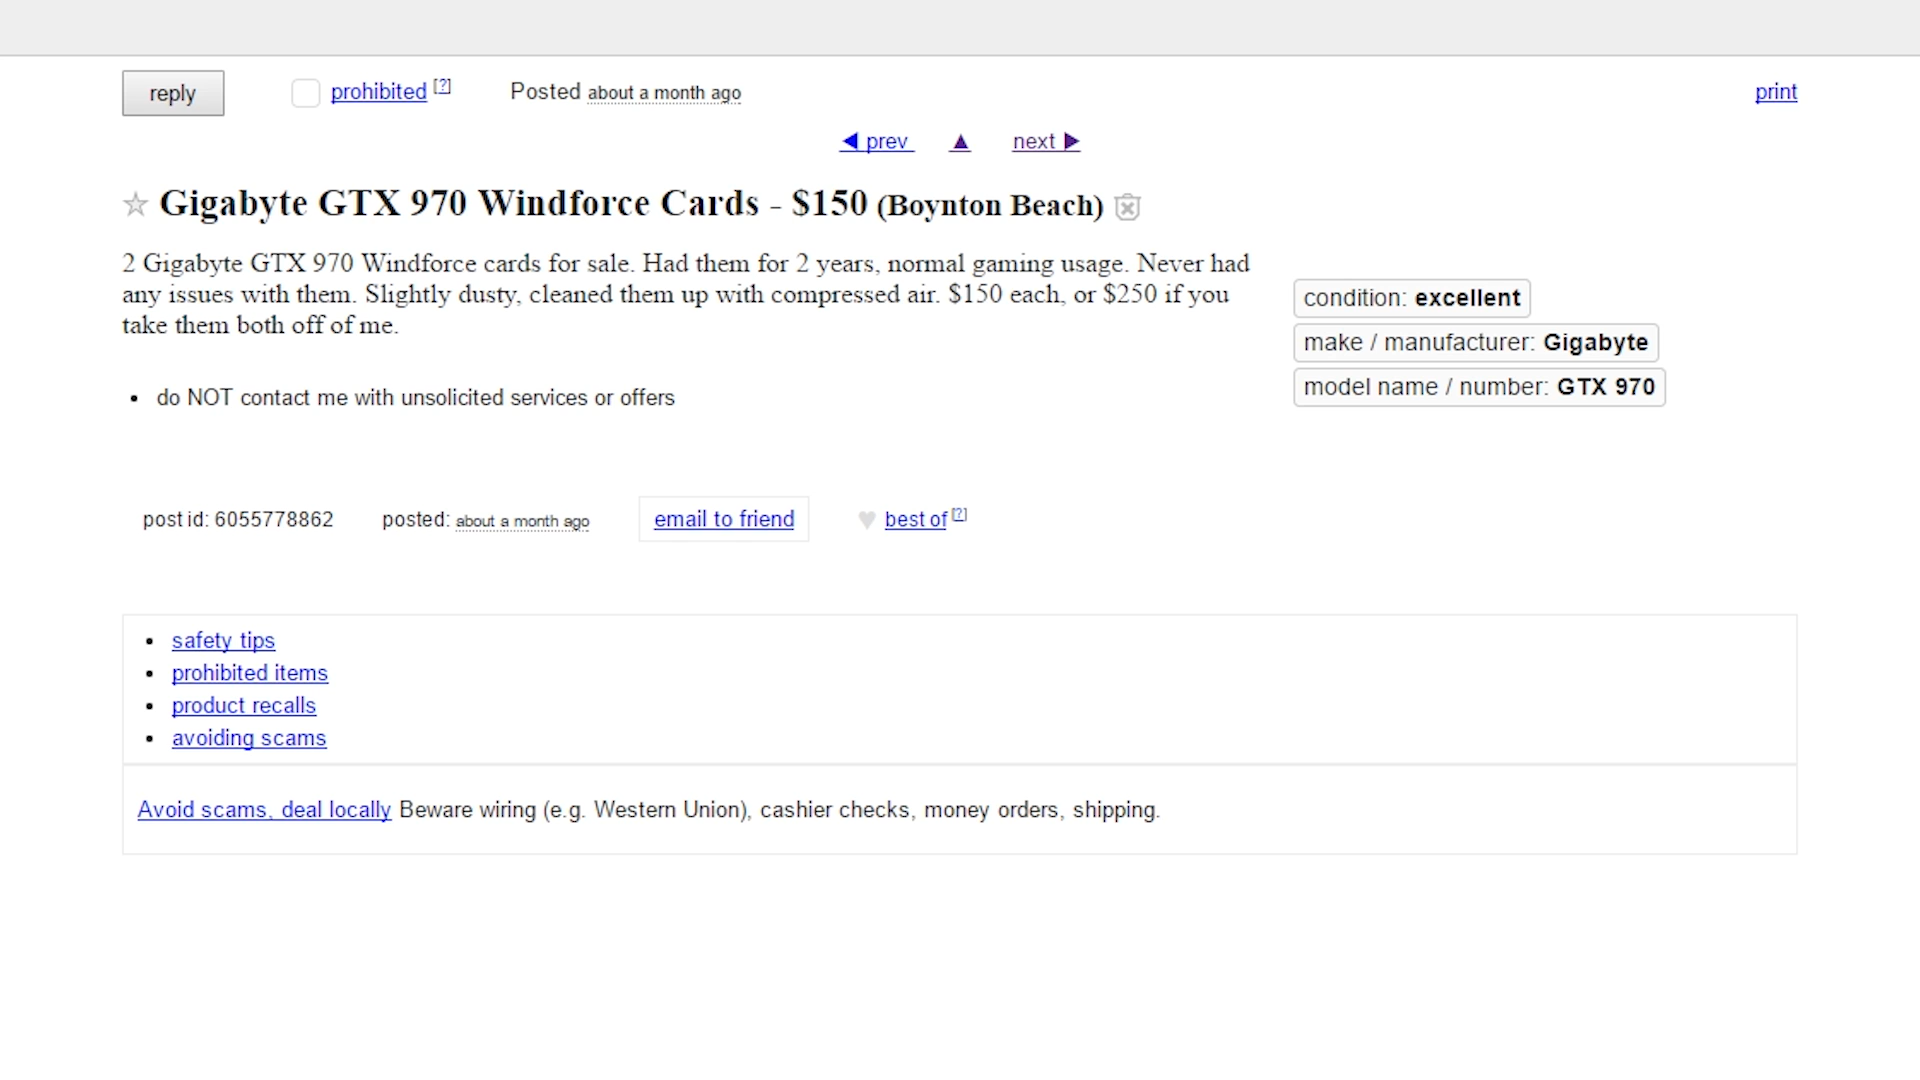 reply prohibited [?] Posted about a month ago print
◀ prev ▲ next ▶
☆ Gigabyte GTX 970 Windforce Cards - $150 (Boynton Beach)
2 Gigabyte GTX 970 Windforce cards for sale. Had them for 2 years, normal gaming usage. Never had
any issues with them. Slightly dusty, cleaned them up with compressed air. $150 each, or $250 if you
take them both off of me.
condition: excellent
make / manufacturer: Gigabyte
model name / number: GTX 970
• do NOT contact me with unsolicited services or offers
post id: 6055778862 posted: about a month ago email to friend ♥ best of [?]
• safety tips
• prohibited items
• product recalls
• avoiding scams
Avoid scams, deal locally Beware wiring (e.g. Western Union), cashier checks, money orders, shipping.